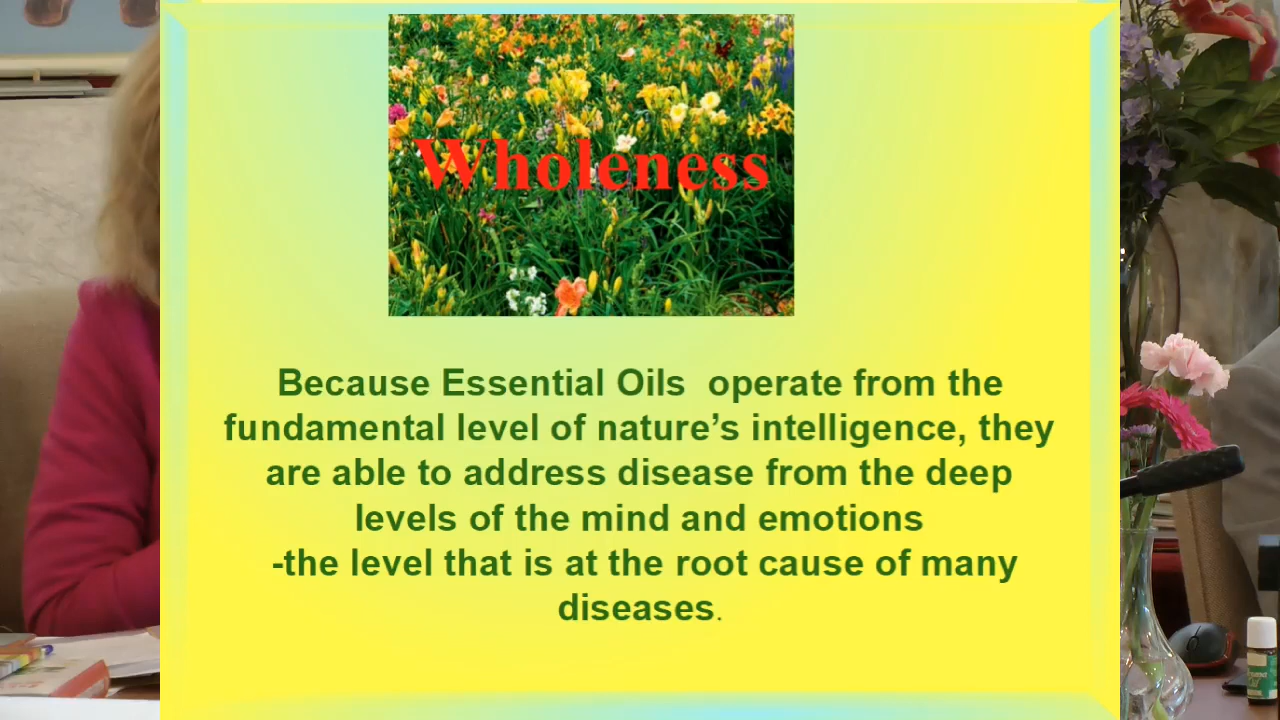 Wholeness
Because Essential Oils  operate from the
fundamental level of nature’s intelligence, they
are able to address disease from the deep
levels of the mind and emotions
-the level that is at the root cause of many
diseases.